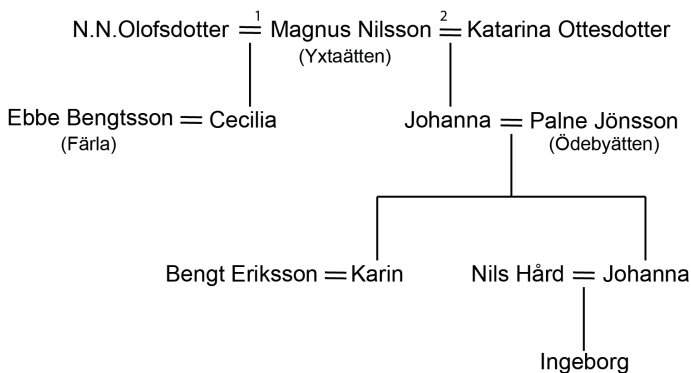 N.N.Olofsdotter = 1 Magnus Nilsson 2 = Katarina Ottesdotter
(Yxtaätten)
Ebbe Bengtsson = Cecilia Johanna = Palne Jönsson
(Färla) (Ödebyätten)
Bengt Eriksson = Karin Nils Hård = Johanna
Ingeborg